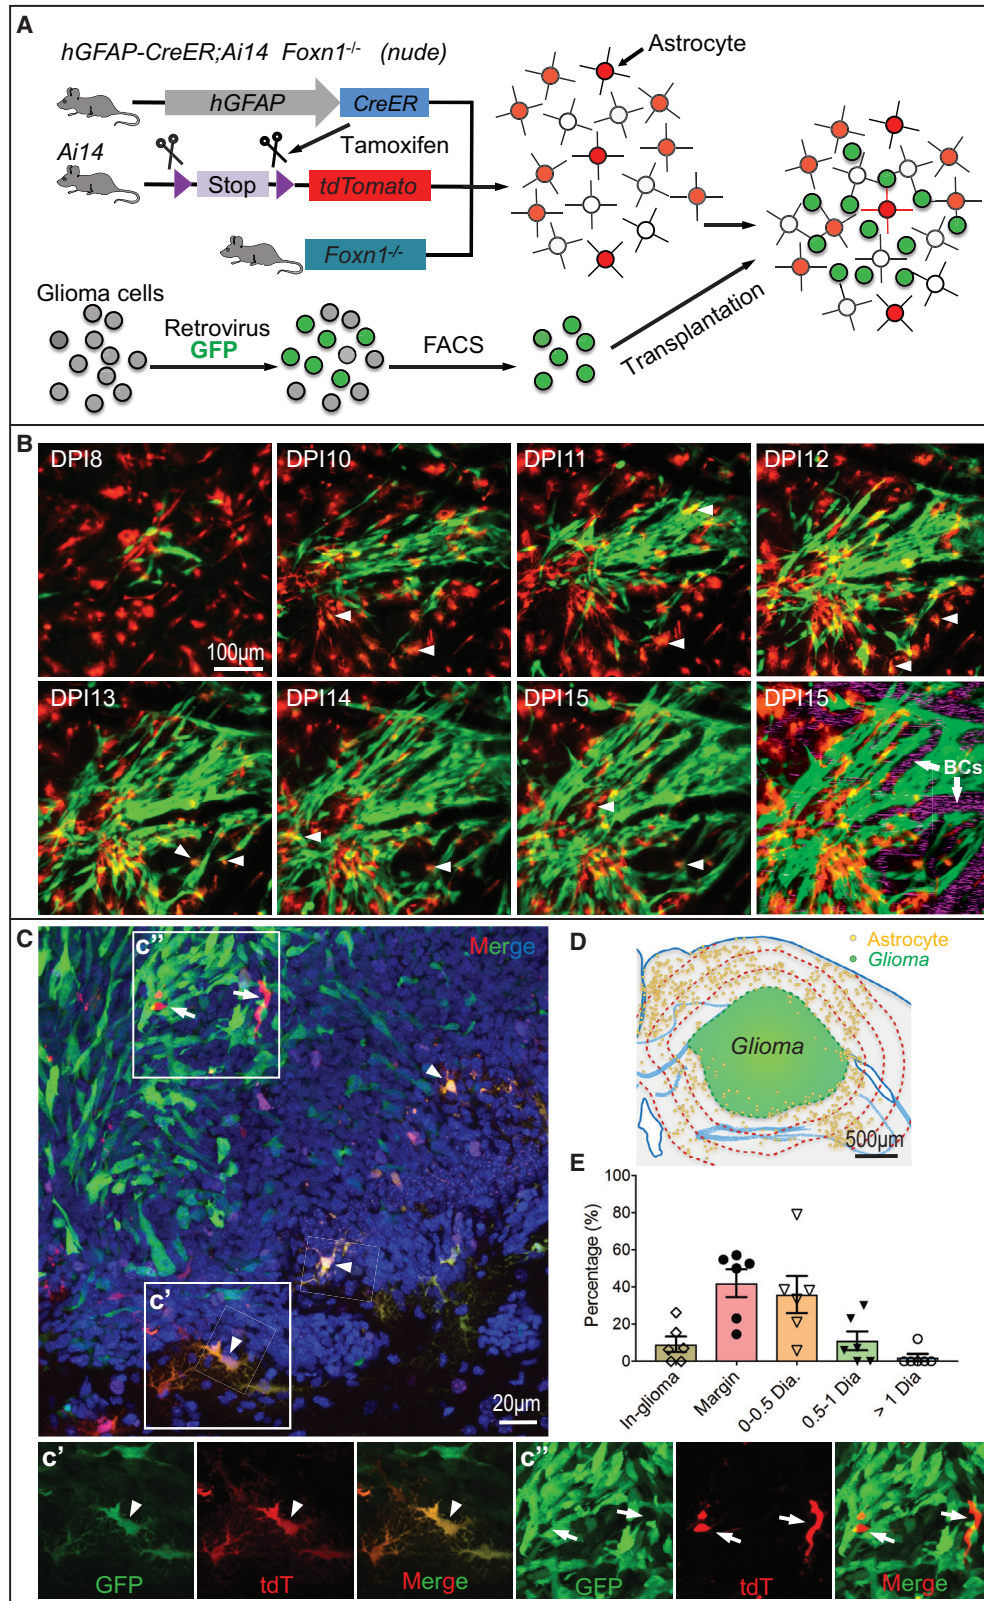 A
hGFAP-CreER;Ai14 Foxn1-/- (nude)
Astrocyte
hGFAP
CreER
Tamoxifen
Ai14
Stop
tdTomato
Foxn1-/-
Glioma cells
Retrovirus
GFP
FACS
Transplantation
B
DPI8
DPI10
DPI11
DPI12
100µm
DPI13
DPI14
DPI15
DPI15
BCs
C
c''
Merge
c'
20µm
D
Astrocyte
Glioma
Glioma
500µm
E
Percentage (%)
100
80
60
40
20
0
In-glioma
Margin
0-0.5 Dia.
0.5-1 Dia
> 1 Dia
c'
GFP
tdT
Merge
c''
GFP
tdT
Merge